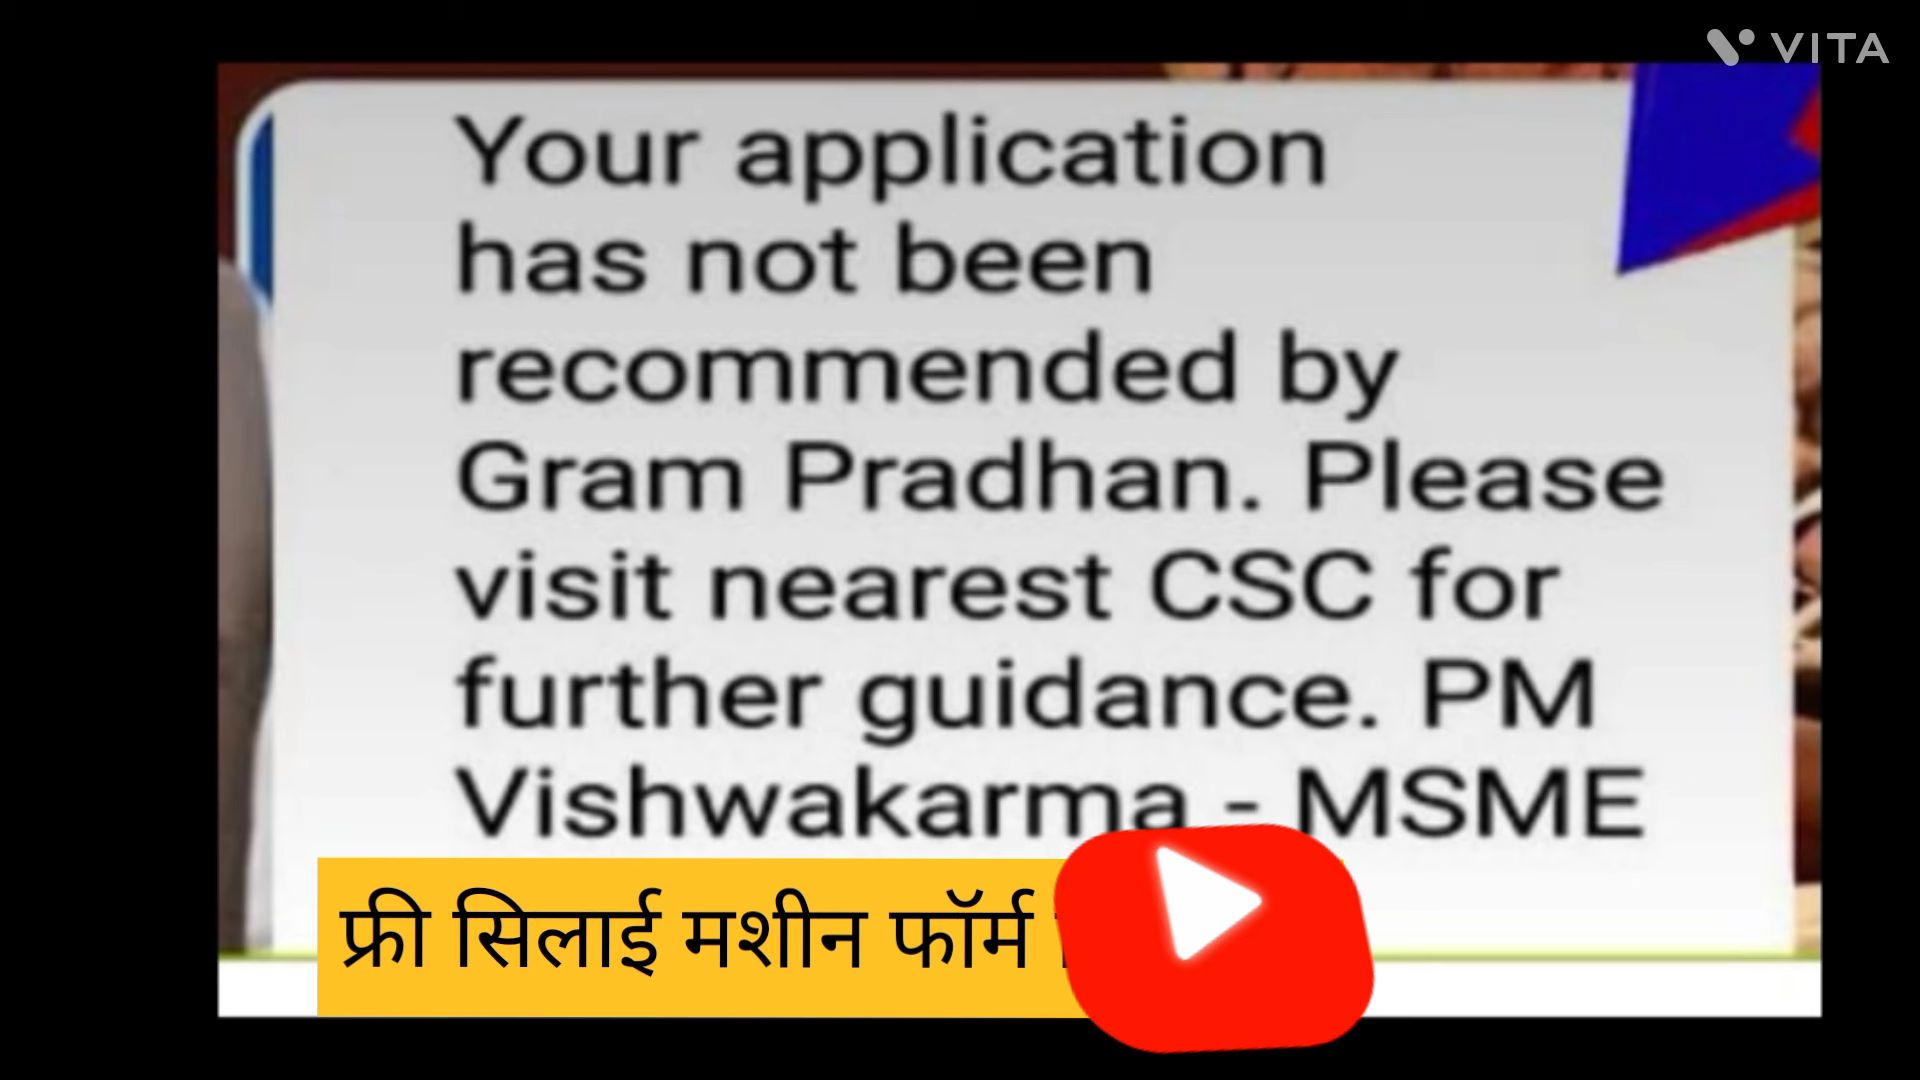 VITA
Your application
has not been
recommended by
Gram Pradhan. Please
visit nearest CSC for
further guidance. PM
Vishwakarma - MSME
फ्री सिलाई मशीन फॉर्म